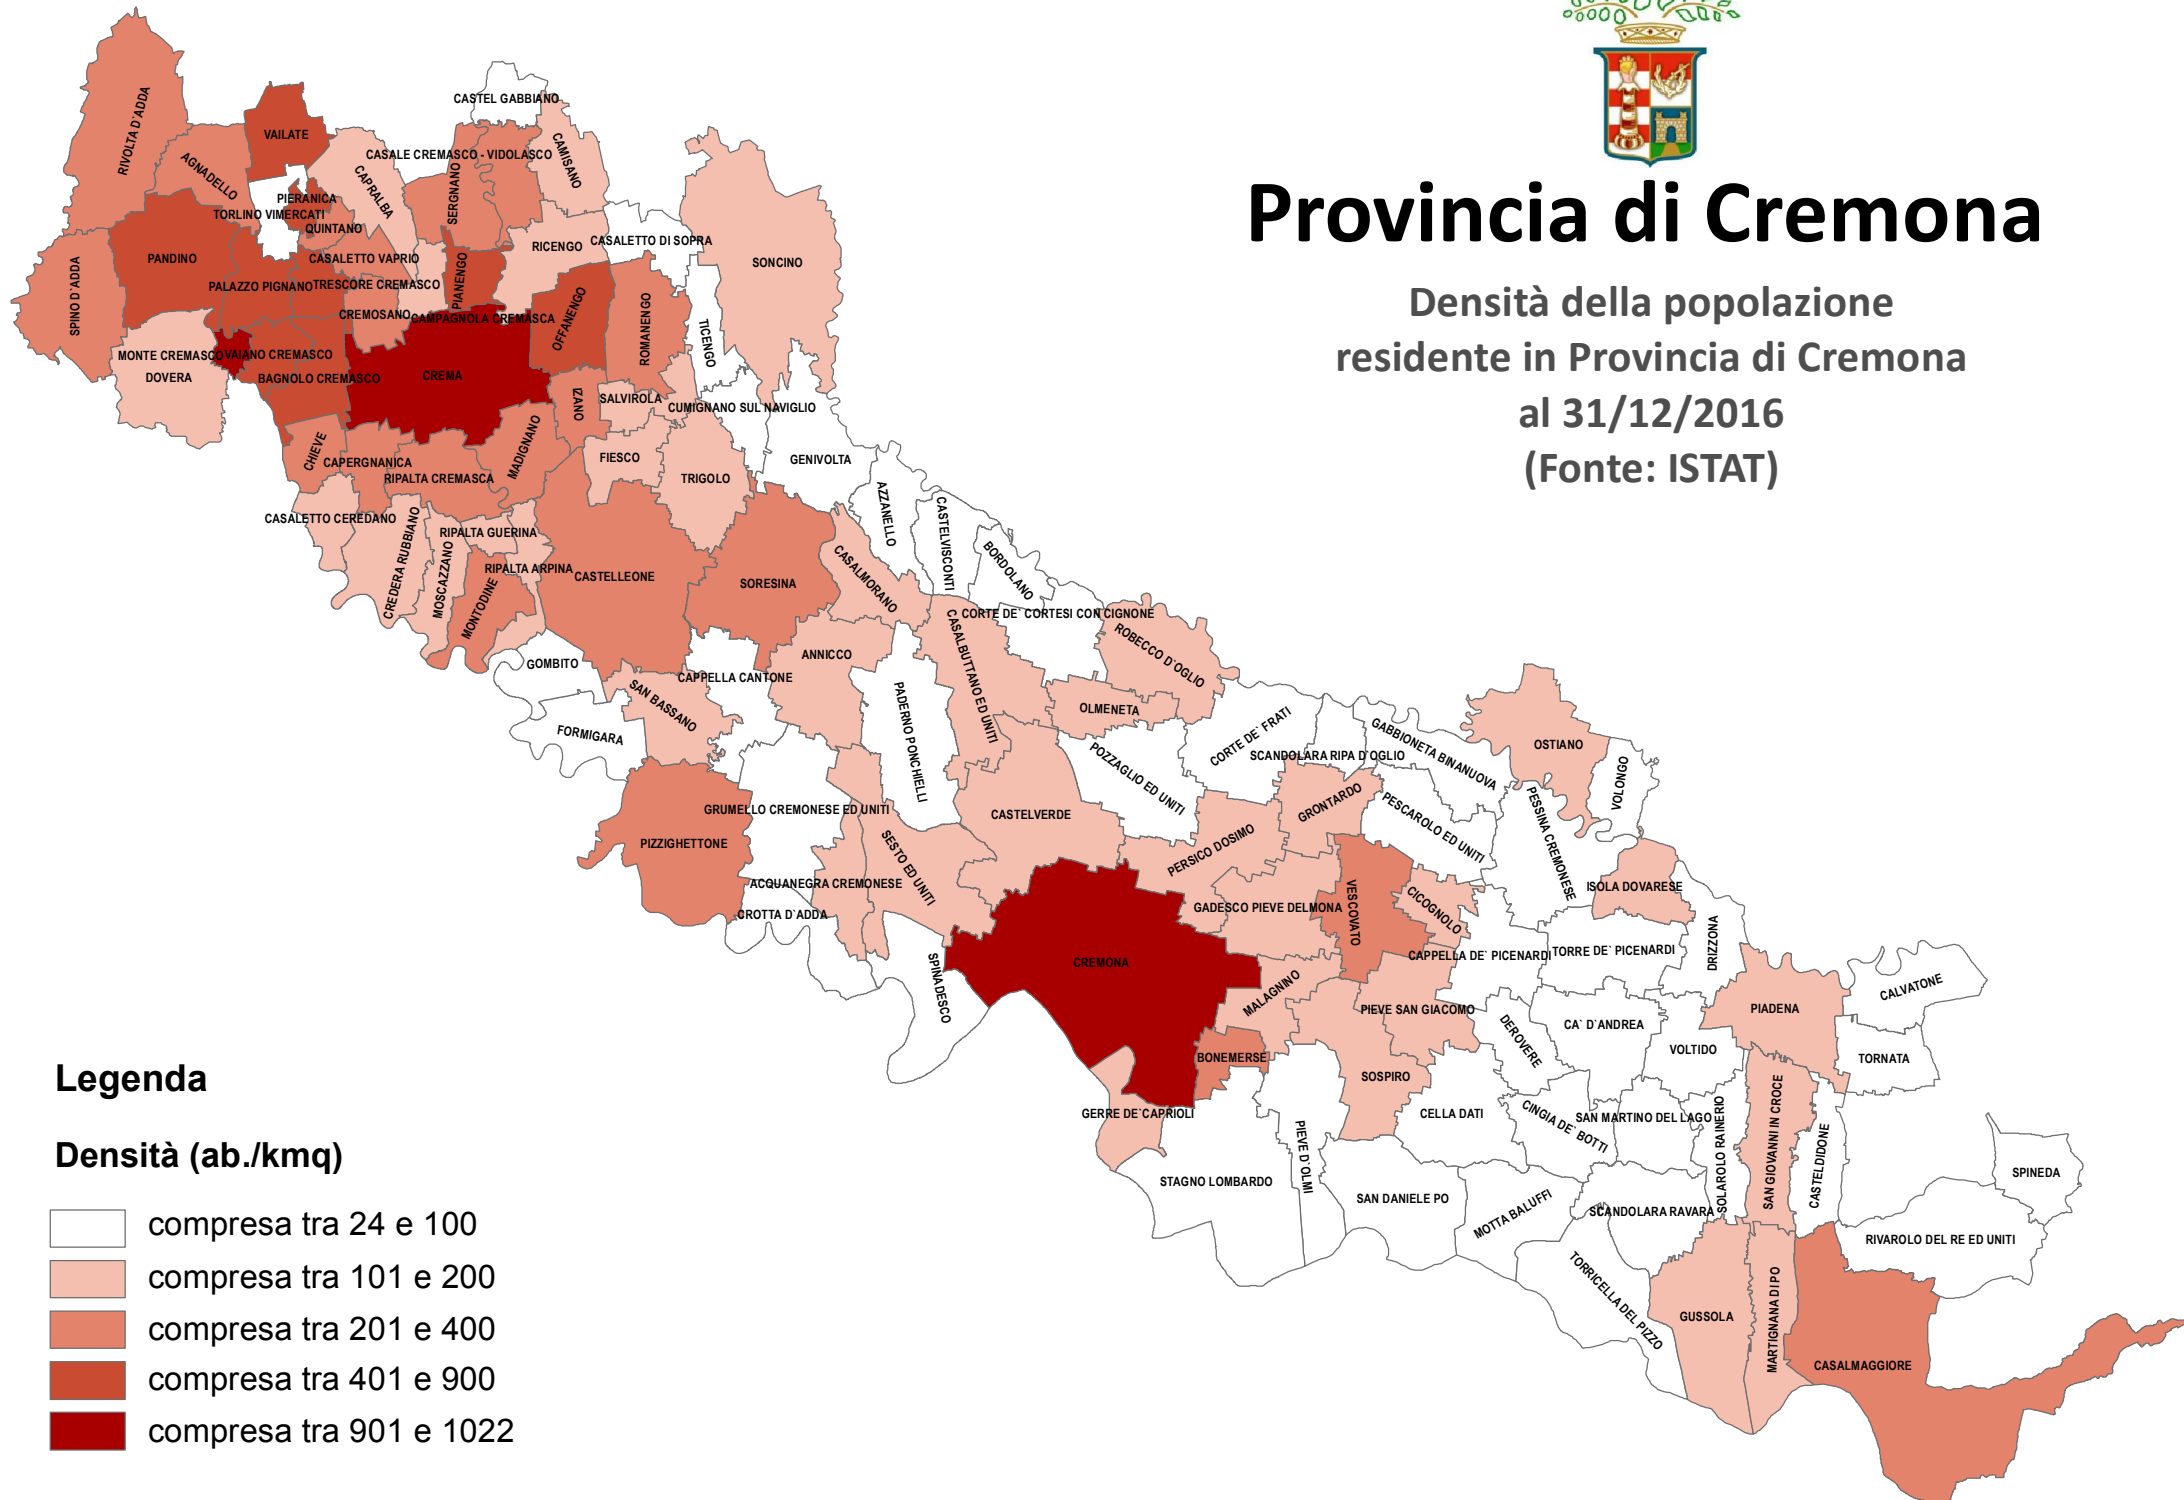 Provincia di Cremona
Densità della popolazione
residente in Provincia di Cremona
al 31/12/2016
(Fonte: ISTAT)
RIVOLTA D'ADDA
CASTEL GABBIANO
VAILATE
AGNADELLO
CAPRALBA
CASALE CREMASCO - VIDOLASCO
SERGNANO
CAMISANO
PIERANICA
TORLINO VIMERCATI
QUINTANO
CASALETTO DI SOPRA
RICENGO
PANDINO
SPINO D`ADDA
CASALETTO VAPRIO
PIANENGO
SONCINO
PALAZZO PIGNANO
TRESCORE CREMASCO
CREMOSANO
CAMPAGNOLA CREMASCA
OFFANENGO
ROMANENGO
TICENGO
MONTE CREMASCO
VAIANO CREMASCO
DOVERA
BAGNOLO CREMASCO
CREMA
IZANO
SALVIROLA
CUMIGNANO SUL NAVIGLIO
CHIEVE
CAPERGNANICA
RIPALTA CREMASCA
MADIGNANO
FIESCO
TRIGOLO
GENIVOLTA
CASALETTO CEREDANO
CREDERA RUBBIANO
MOSCAZZANO
RIPALTA GUERINA
RIPALTA ARPINA
MONTODINE
CASTELLEONE
SORESINA
CASALMORANO
AZZANELLO
CASTELVISCONTI
BORDOLANO
CORTE DE` CORTESI CON CIGNONE
ROBECCO D`OGLIO
GOMBITO
CAPPELLA CANTONE
ANNICCO
CASALBUTTANO ED UNITI
PADERNO PONCHIELLI
SAN BASSANO
FORMIGARA
OLMENETA
POZZAGLIO ED UNITI
CORTE DE` FRATI
SCANDOLARA RIPA D`OGLIO
GABBIONETA BINANUOVA
OSTIANO
VOLONGO
GRUMELLO CREMONESE ED UNITI
CASTELVERDE
PIZZIGHETTONE
SESTO ED UNITI
GRONTARDO
PESCAROLO ED UNITI
PESSINA CREMONESE
PERSICO DOSIMO
ACQUANEGRA CREMONESE
CROTTA D`ADDA
GADESCO PIEVE DELMONA
VESCOVATO
CICOGNOLO
ISOLA DOVARESE
DRIZZONA
CREMONA
SPINADESCO
CAPPELLA DE` PICENARDI
TORRE DE` PICENARDI
MALAGNINO
PIEVE SAN GIACOMO
DEROVERE
CA` D'ANDREA
VOLTIDO
PIADENA
CALVATONE
TORNATA
BONEMERSE
SOSPIRO
GERRE DE`CAPRIOLI
CELLA DATI
CINGIA DE` BOTTI
SAN MARTINO DEL LAGO
SOLAROLO RAINERIO
SAN GIOVANNI IN CROCE
CASTELDIDONE
SPINEDA
STAGNO LOMBARDO
PIEVE D`OLMI
SAN DANIELE PO
MOTTA BALUFFI
SCANDOLARA RAVARA
RIVAROLO DEL RE ED UNITI
TORRICELLA DEL PIZZO
GUSSOLA
MARTIGNANA DI PO
CASALMAGGIORE
Legenda
Densità (ab./kmq)
compresa tra 24 e 100
compresa tra 101 e 200
compresa tra 201 e 400
compresa tra 401 e 900
compresa tra 901 e 1022